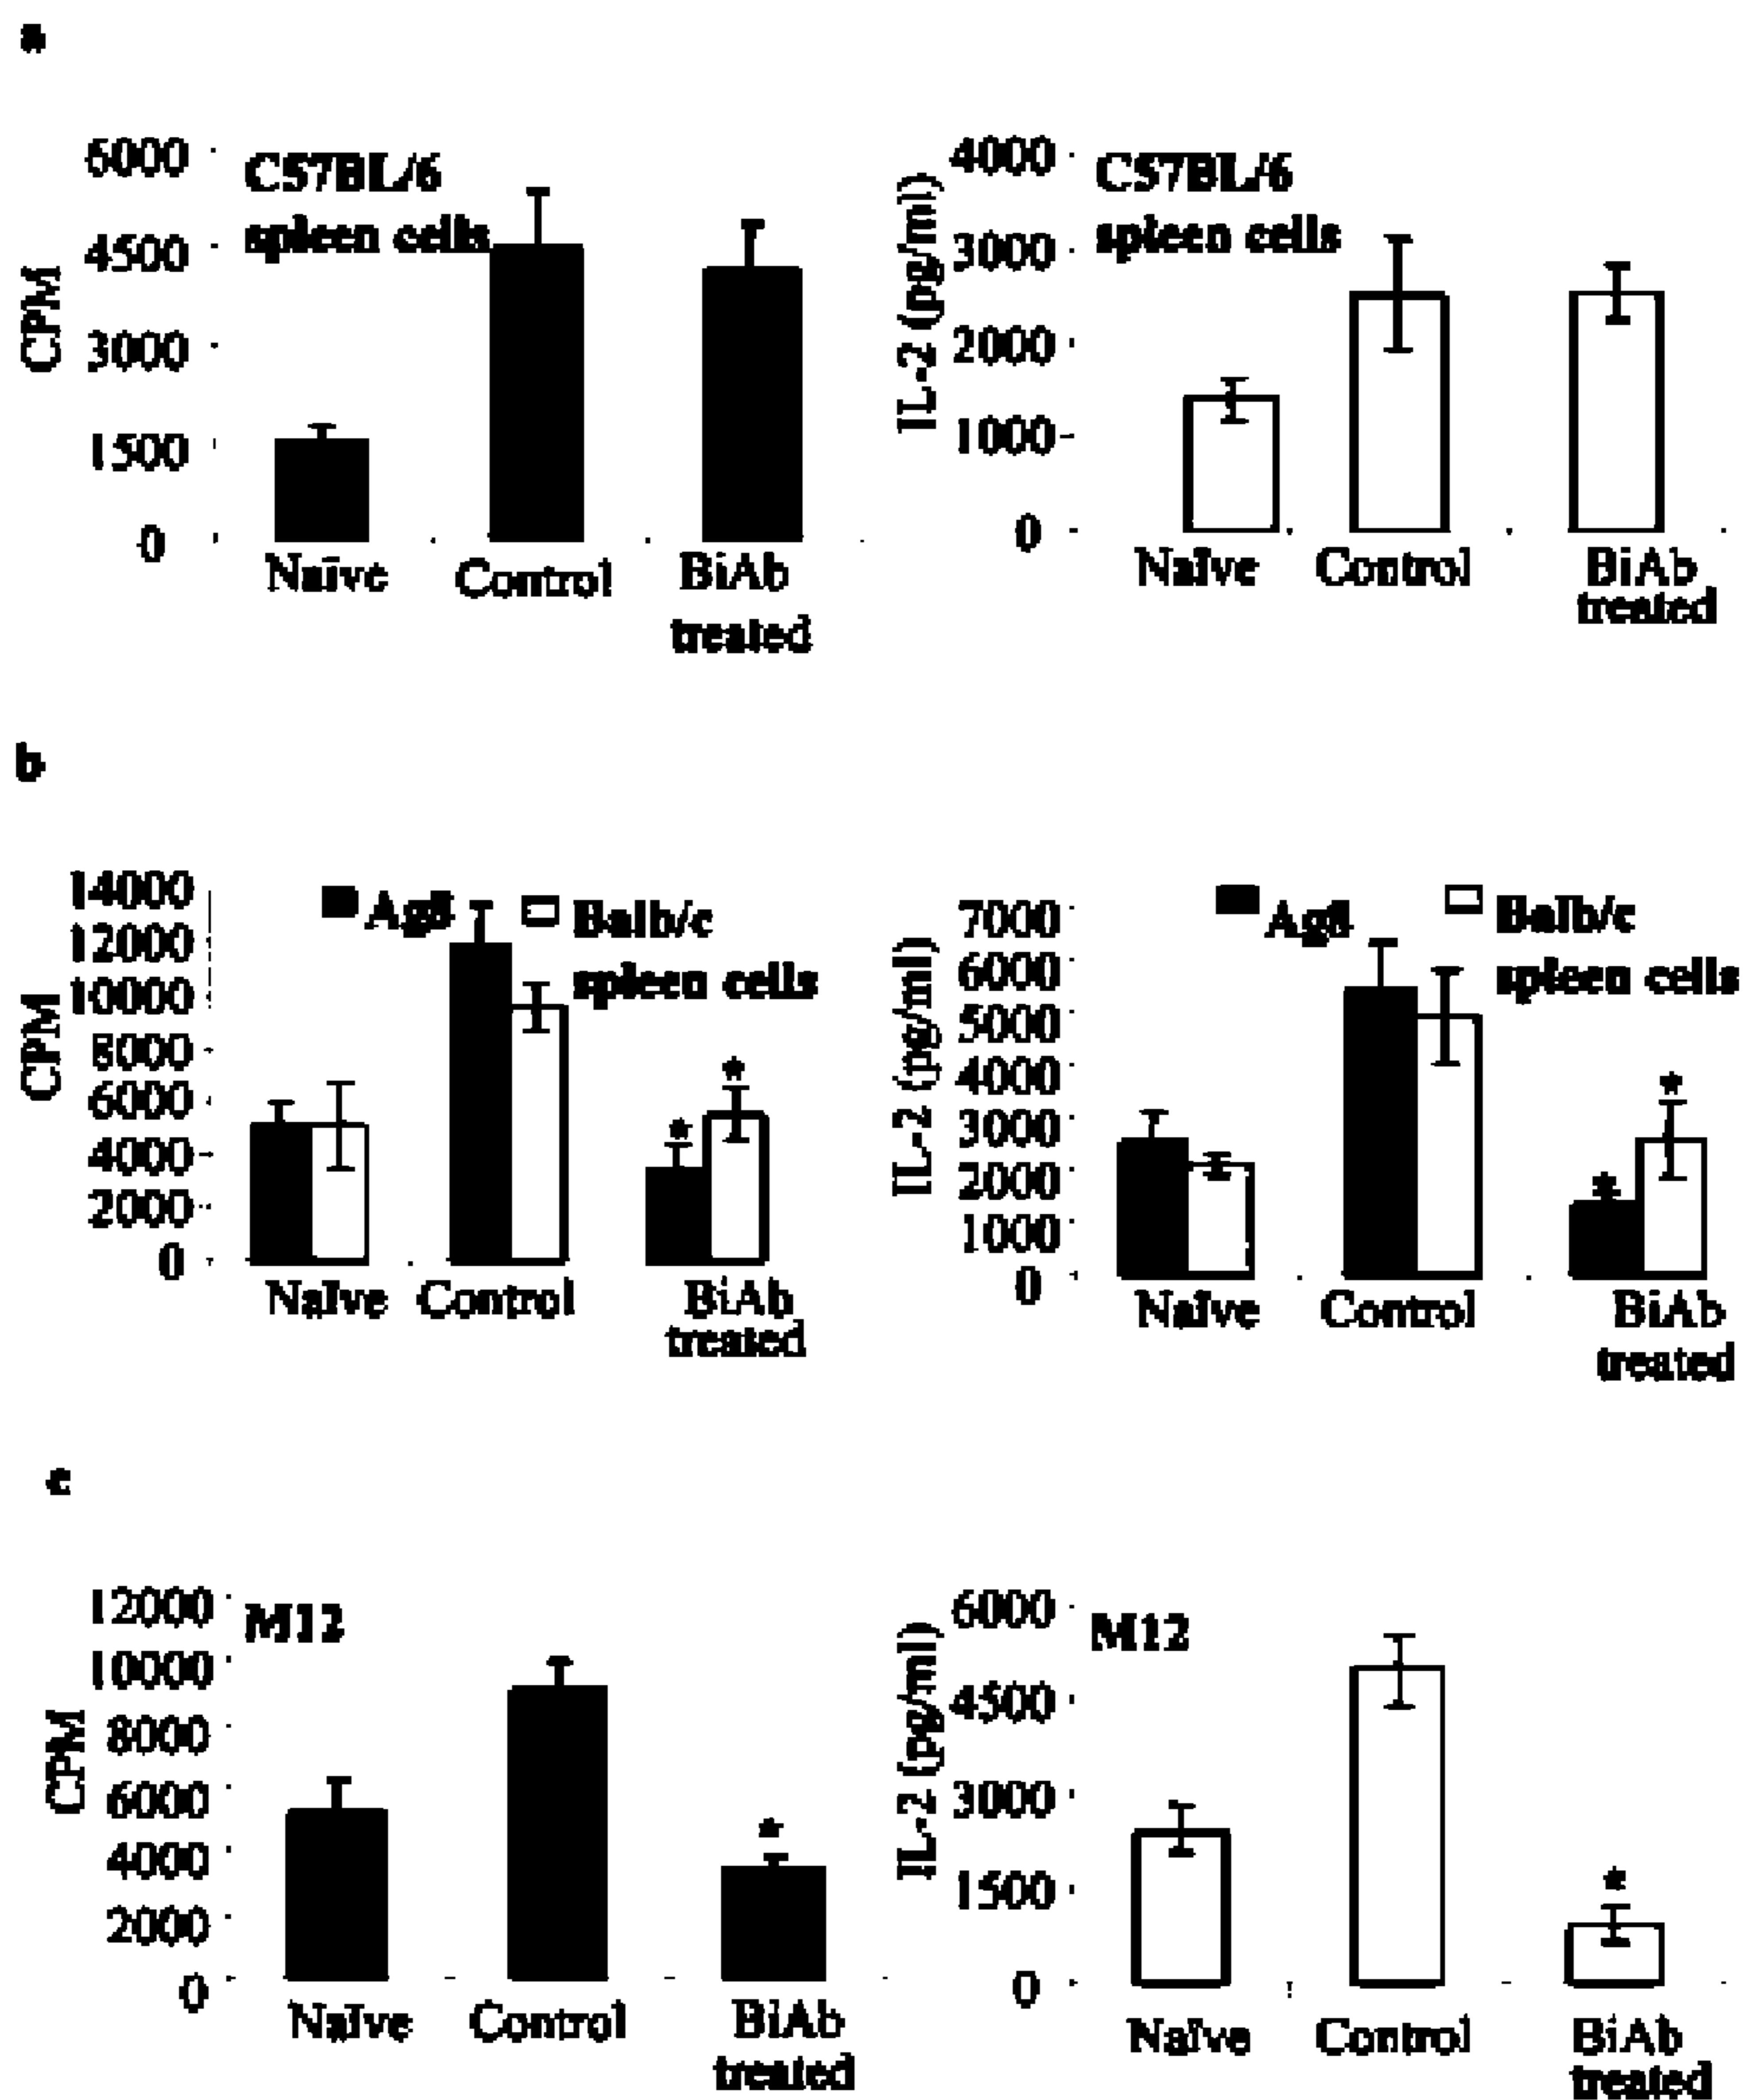 a
6000
C57BL/6
spleen cells
4500
3000
1500
0
CPM
Naïve
Control
BiAb
treated
4000
C57BL/6
spleen cells
3000
2000
1000
0
IL-2 (pg/ml)
Naïve
Control
BiAb
treated
b
14000
12000
10000
8000
6000
4000
2000
0
CPM
Ag8
Balb/c
spleen cells
*
*
Naïve
Control
BiAb
treated
7000
6000
5000
4000
3000
2000
1000
0
IL-2 (pg/ml)
Ag8
Balb/c
spleen cells
*
Naïve
Control
BiAb
treated
c
12000
10000
8000
6000
4000
2000
0
CPM
M12
*
Naïve
Control
BiAb
treated
6000
4500
3000
1500
0
IL-2 (pg/ml)
M12
*
Naïve
Control
BiAb
treated